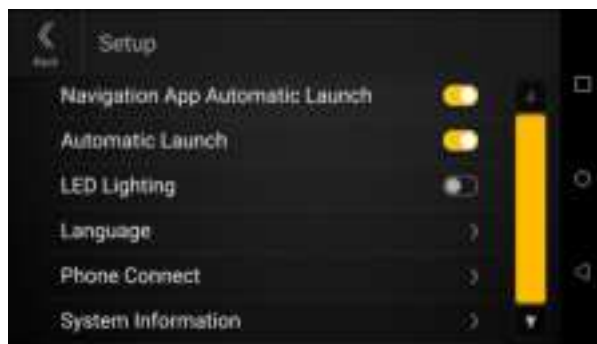 Setup
Back
Navigation App Automatic Launch
Automatic Launch
LED Lighting
Language
Phone Connect
System Information